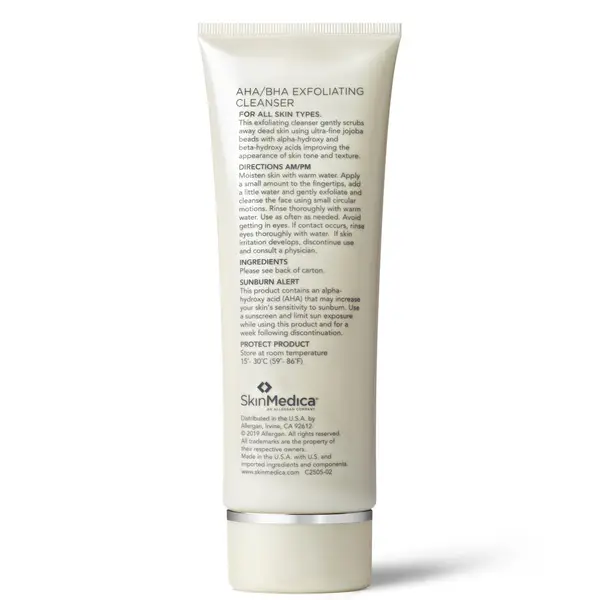 AHA/BHA EXFOLIATING
CLEANSER
FOR ALL SKIN TYPES.
This exfoliating cleanser gently scrubs
away dead skin using ultra-fine jojoba
beads with alpha-hydroxy and
beta-hydroxy acids improving the
appearance of skin tone and texture.
DIRECTIONS AM/PM
Moisten skin with warm water. Apply
a small amount to the fingertips, add
a little water and gently exfoliate and
cleanse the face using small circular
motions. Rinse thoroughly with warm
water. Use as often as needed. Avoid
getting in eyes. If contact occurs, rinse
eyes thoroughly with water. If skin
irritation develops, discontinue use
and consult a physician.
INGREDIENTS
Please see back of carton.
SUNBURN ALERT
This product contains an alpha-
hydroxy acid (AHA) that may increase
your skin's sensitivity to sunburn. Use
a sunscreen and limit sun exposure
while using this product and for a
week following discontinuation.
PROTECT PRODUCT
Store at room temperature
15°- 30°C (59°- 86°F)
SkinMedica
AN ALLERGAN COMPANY
Distributed in the U.S.A. by
Allergan, Irvine, CA 92612
© 2019 Allergan. All rights reserved.
All trademarks are the property of
their respective owners.
Made in the U.S.A. with U.S. and
imported ingredients and components.
www.skinmedica.com C2505-02